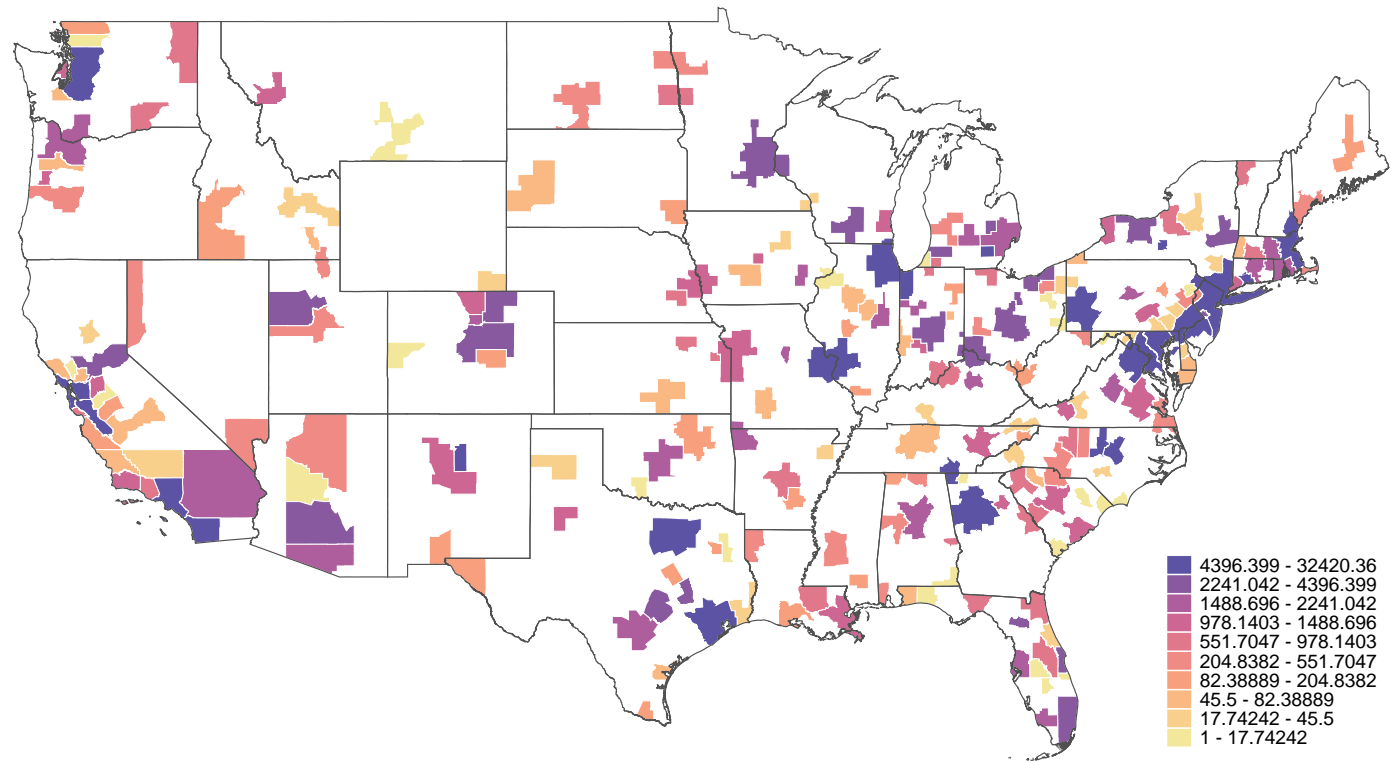 4396.399 - 32420.36
2241.042 - 4396.399
1488.696 - 2241.042
978.1403 - 1488.696
551.7047 - 978.1403
204.8382 - 551.7047
82.38889 - 204.8382
45.5 - 82.38889
17.74242 - 45.5
1 - 17.74242